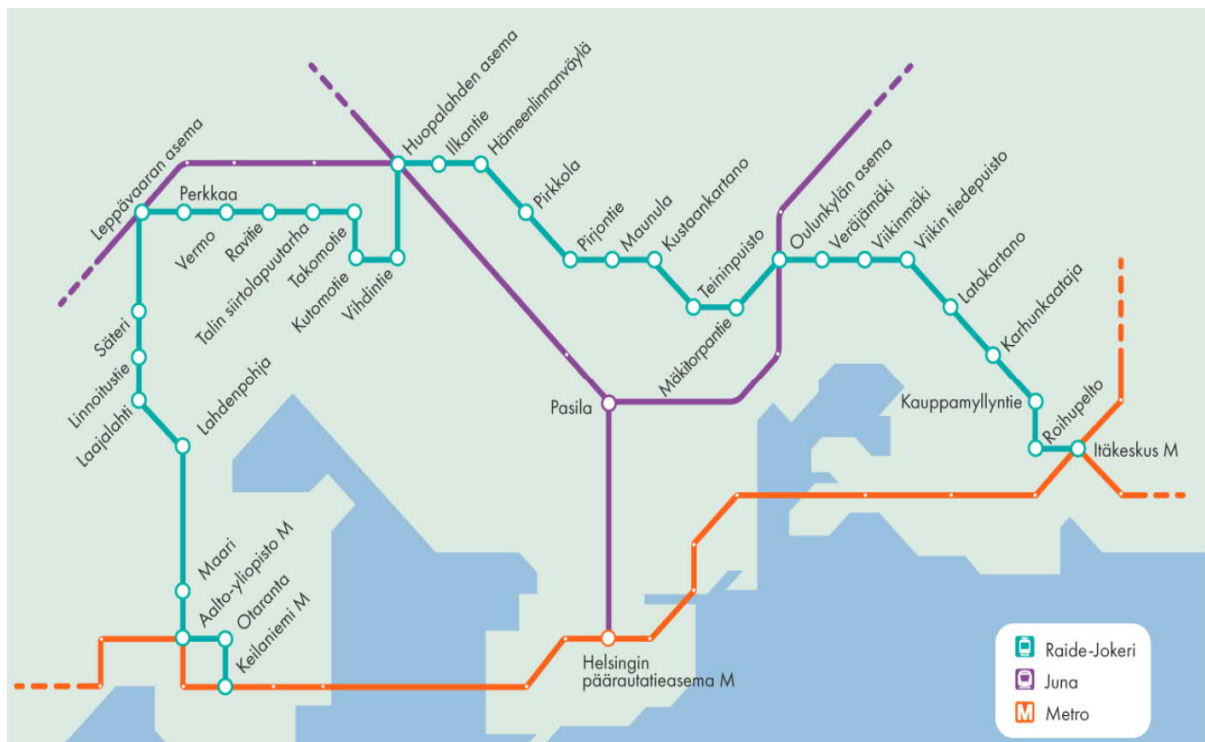 Leppävaaran asema
Perkkaa
Vermo
Ravitie
Talin siirtolapuutarha
Takomotie
Kutomotie
Vihdintie
Huopalahden asema
Ilkantie
Hämeenlinnanväylä
Pirkkola
Pirjontie
Maunula
Kustaankartano
Teininpuisto
Mäkitorpantie
Oulunkylän asema
Veräjämäki
Viikinmäki
Viikin tiedepuisto
Latokartano
Karhunkaataja
Kauppamyllyntie
Roihupelto
Itäkeskus M
Säteri
Linnoitustie
Laajalahti
Lahdenpohja
Maari
Aalto-yliopisto M
Otaranta
Keilaniemi M
Pasila
Helsingin
päärautatieasema M
Raide-Jokeri
Juna
M Metro